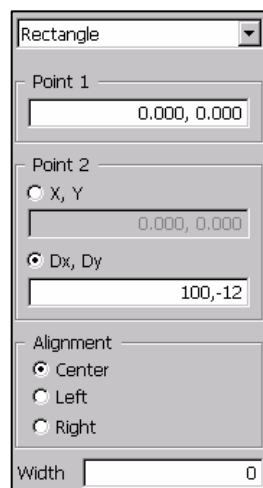 Rectangle
Point 1
0.000, 0.000
Point 2
X, Y
0.000, 0.000
Dx, Dy
100,-12
Alignment
Center
Left
Right
Width 0